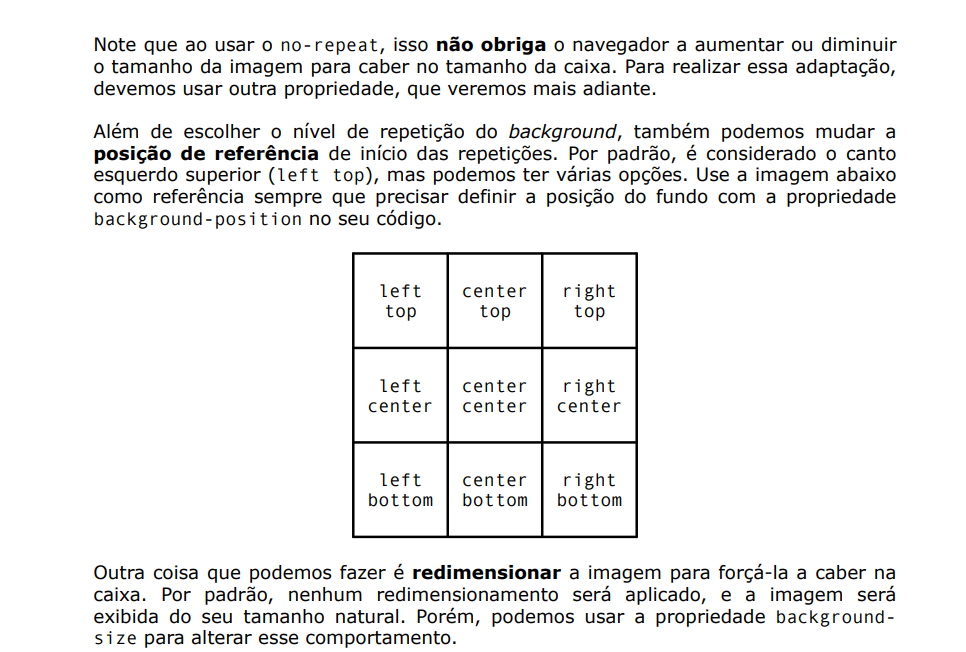 Note que ao usar o no-repeat, isso não obriga o navegador a aumentar ou diminuir
o tamanho da imagem para caber no tamanho da caixa. Para realizar essa adaptação,
devemos usar outra propriedade, que veremos mais adiante.
Além de escolher o nível de repetição do background, também podemos mudar a
posição de referência de início das repetições. Por padrão, é considerado o canto
esquerdo superior (left top), mas podemos ter várias opções. Use a imagem abaixo
como referência sempre que precisar definir a posição do fundo com a propriedade
background-position no seu código.
left center right
top top top
left center right
center center center
left center right
bottom bottom bottom
Outra coisa que podemos fazer é redimensionar a imagem para forçá-la a caber na
caixa. Por padrão, nenhum redimensionamento será aplicado, e a imagem será
exibida do seu tamanho natural. Porém, podemos usar a propriedade background-
size para alterar esse comportamento.